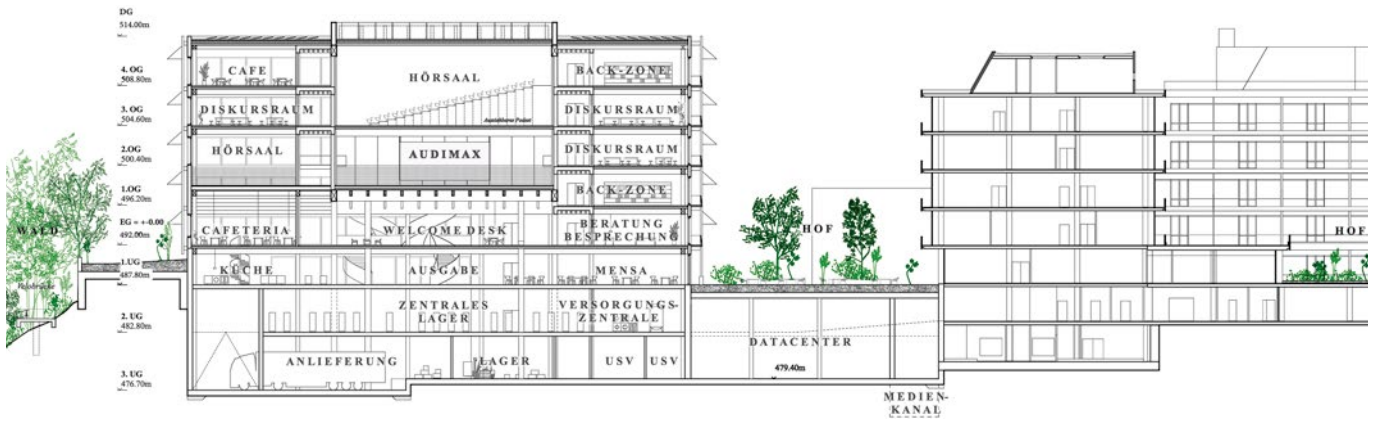 DG
514.00m
4. OG
508.80m
CAFE
HÖRSAAL
BACK-ZONE
3. OG
504.60m
DISKURSRAUM
Ausziehbares Podest
DISKURSRAUM
2.OG
500.40m
HÖRSAAL
AUDIMAX
DISKURSRAUM
1.OG
496.20m
BACK-ZONE
EG = +-0.00
492.00m
WALD
CAFETERIA
WELCOME DESK
BERATUNG
BESPRECHUNG
HOF
HOF
1.UG
487.80m
Velobrücke
KÜCHE
AUSGABE
MENSA
2. UG
482.80m
ZENTRALES
LAGER
VERSORGUNGS-
ZENTRALE
3. UG
476.70m
ANLIEFERUNG
LAGER
USV
USV
DATACENTER
479.40m
MEDIEN-
KANAL